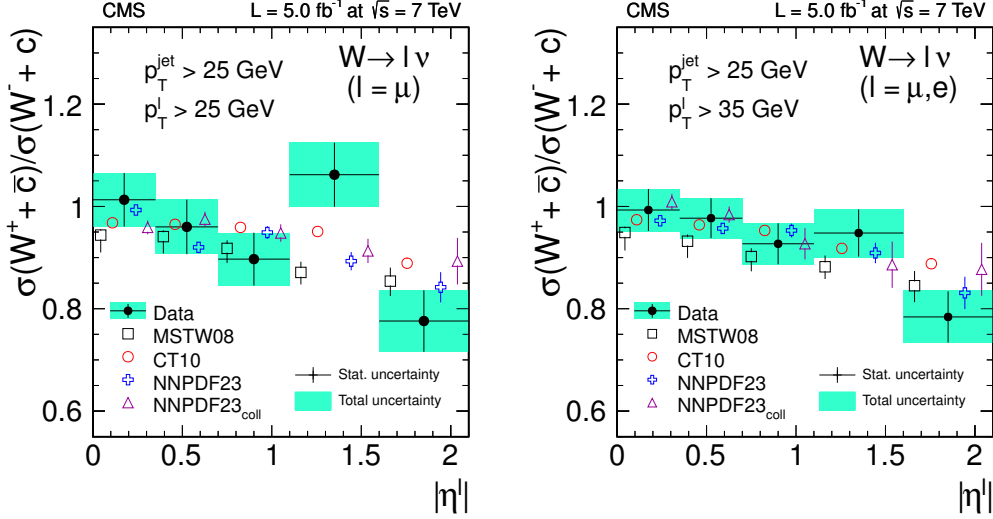 CMS L = 5.0 fb⁻¹ at √s = 7 TeV
σ(W⁺ + c̄)/σ(W⁻ + c)
1.2
1
0.8
0.6
p_T^jet > 25 GeV
p_T^l > 25 GeV
W → l ν
(l = μ)
Data
MSTW08
CT10
NNPDF23
NNPDF23_coll
Stat. uncertainty
Total uncertainty
0 0.5 1 1.5 2
|η^l|
CMS L = 5.0 fb⁻¹ at √s = 7 TeV
σ(W⁺ + c̄)/σ(W⁻ + c)
1.2
1
0.8
0.6
p_T^jet > 25 GeV
p_T^l > 35 GeV
W → l ν
(l = μ,e)
Data
MSTW08
CT10
NNPDF23
NNPDF23_coll
Stat. uncertainty
Total uncertainty
0 0.5 1 1.5 2
|η^l|